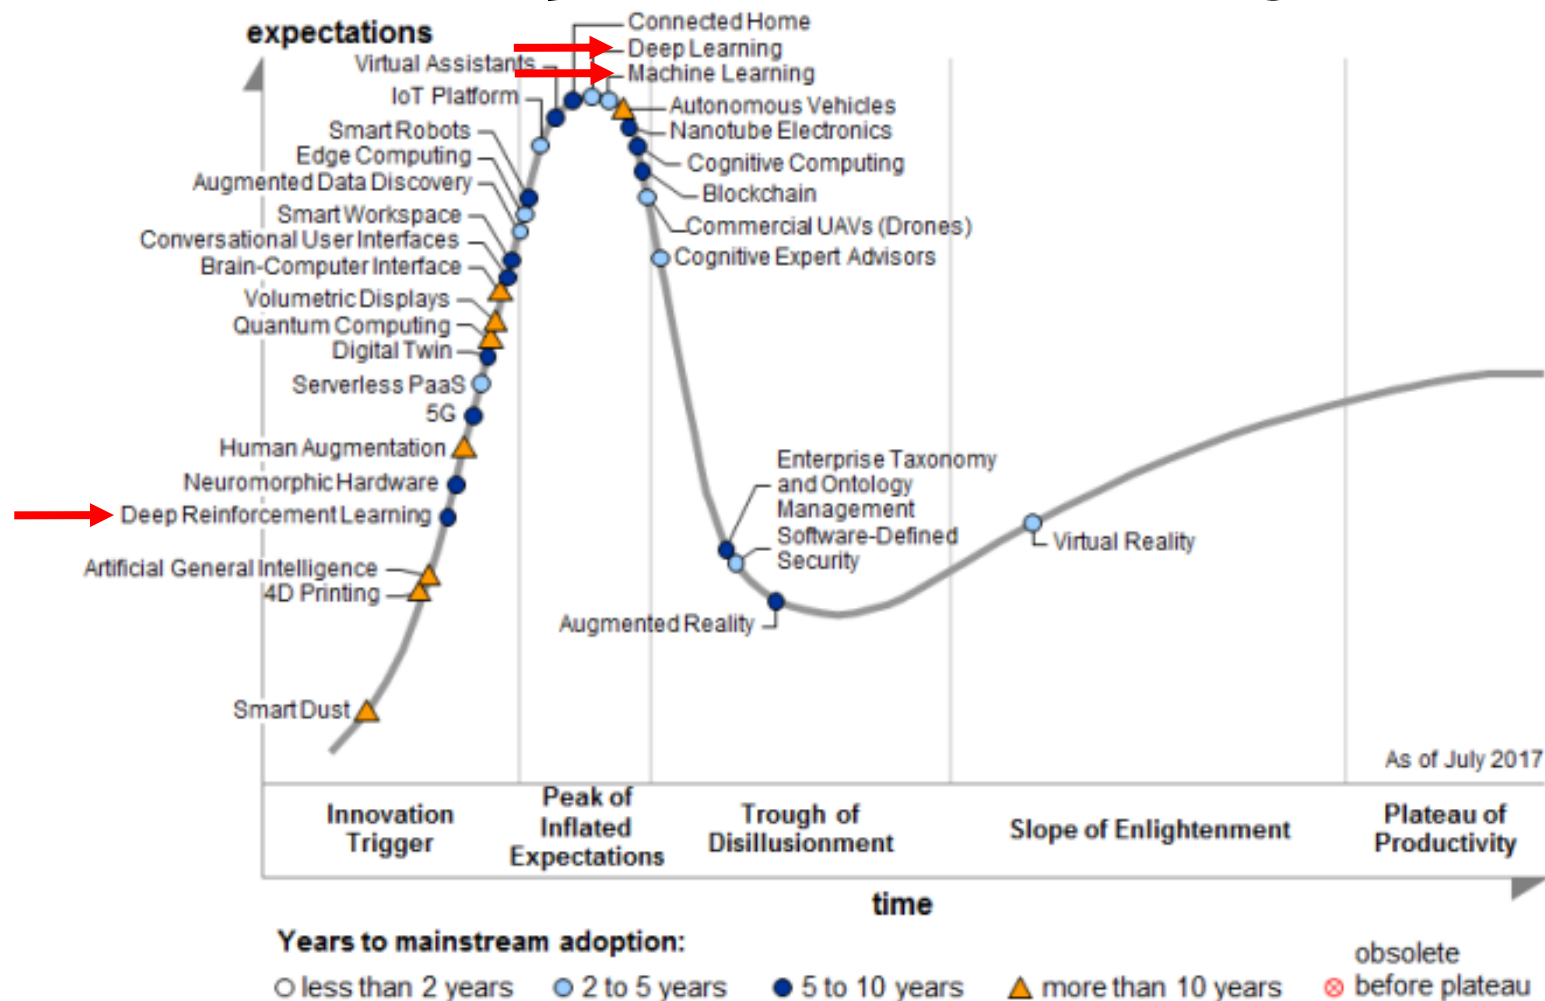 expectations
Connected Home
Deep Learning
Virtual Assistants
Machine Learning
IoT Platform
Autonomous Vehicles
Smart Robots
Nanotube Electronics
Edge Computing
Cognitive Computing
Augmented Data Discovery
Blockchain
Smart Workspace
Commercial UAVs (Drones)
Conversational User Interfaces
Cognitive Expert Advisors
Brain-Computer Interface
Volumetric Displays
Quantum Computing
Digital Twin
Serverless PaaS
5G
Human Augmentation
Enterprise Taxonomy
and Ontology
Management
Neuromorphic Hardware
Deep Reinforcement Learning
Software-Defined
Security
Virtual Reality
Artificial General Intelligence
4D Printing
Augmented Reality
Smart Dust
As of July 2017
Innovation
Trigger
Peak of
Inflated
Expectations
Trough of
Disillusionment
Slope of Enlightenment
Plateau of
Productivity
time
Years to mainstream adoption:
less than 2 years
2 to 5 years
5 to 10 years
more than 10 years
obsolete
before plateau